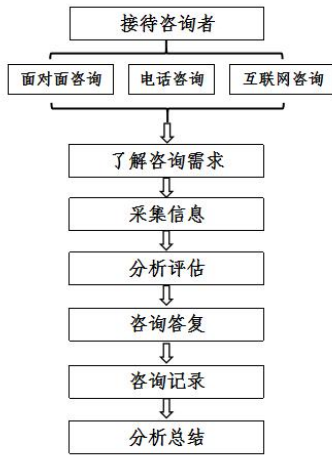 接待咨询者
面对面咨询 电话咨询 互联网咨询
了解咨询需求
采集信息
分析评估
咨询答复
咨询记录
分析总结